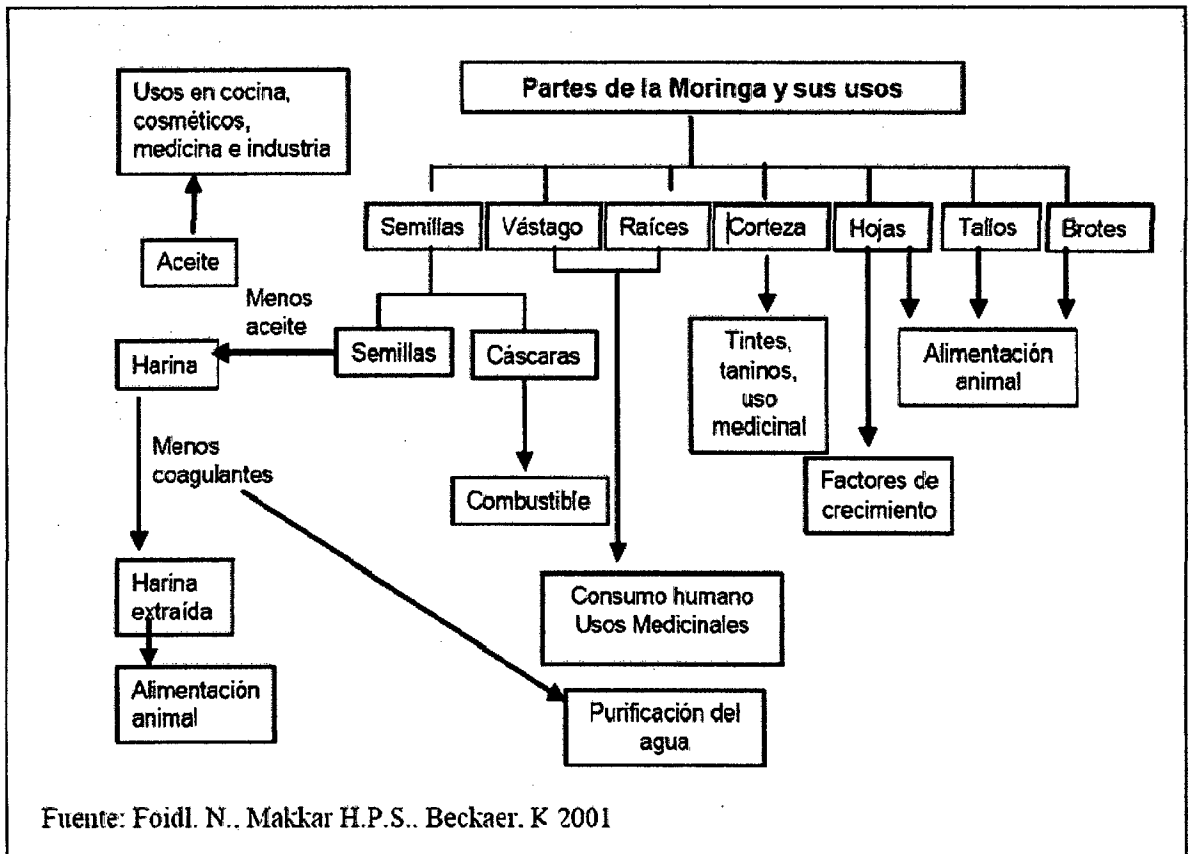 Partes de la Moringa y sus usos
Usos en cocina,
cosméticos,
medicina e industria
Aceite
Semillas
Vástago
Raíces
Corteza
Hojas
Tallos
Brotes
Menos
aceite
Harina
Semillas
Cáscaras
Tintes,
taninos,
uso
medicinal
Alimentación
animal
Menos
coagulantes
Combustible
Factores de
crecimiento
Harina
extraída
Consumo humano
Usos Medicinales
Alimentación
animal
Purificación del
agua
Fuente: Foidl. N., Makkar H.P.S., Beckaer. K 2001